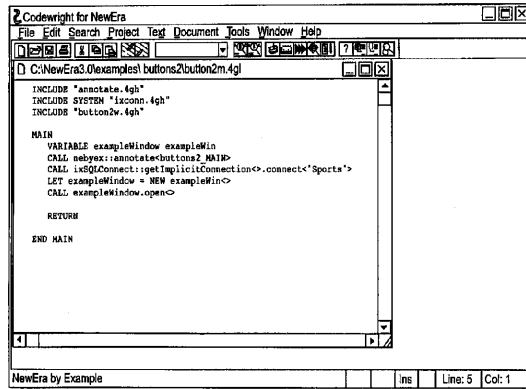 Codewright for NewEra
File Edit Search Project Text Document Tools Window Help
C:\NewEra3.0\examples\ buttons2\button2m.4gl
INCLUDE "annotate.4gh"
INCLUDE SYSTEM "ixconn.4gh"
INCLUDE "button2w.4gh"
MAIN
VARIABLE exampleWindow exampleWin
CALL nebyex::annotate<buttons2_MAIN>
CALL ixSQLConnect::getImplicitConnection<>.connect<"Sports">
LET exampleWindow = NEW exampleWin<>
CALL exampleWindow.open<>
RETURN
END MAIN
NewEra by Example
Ins
Line: 5
Col: 1